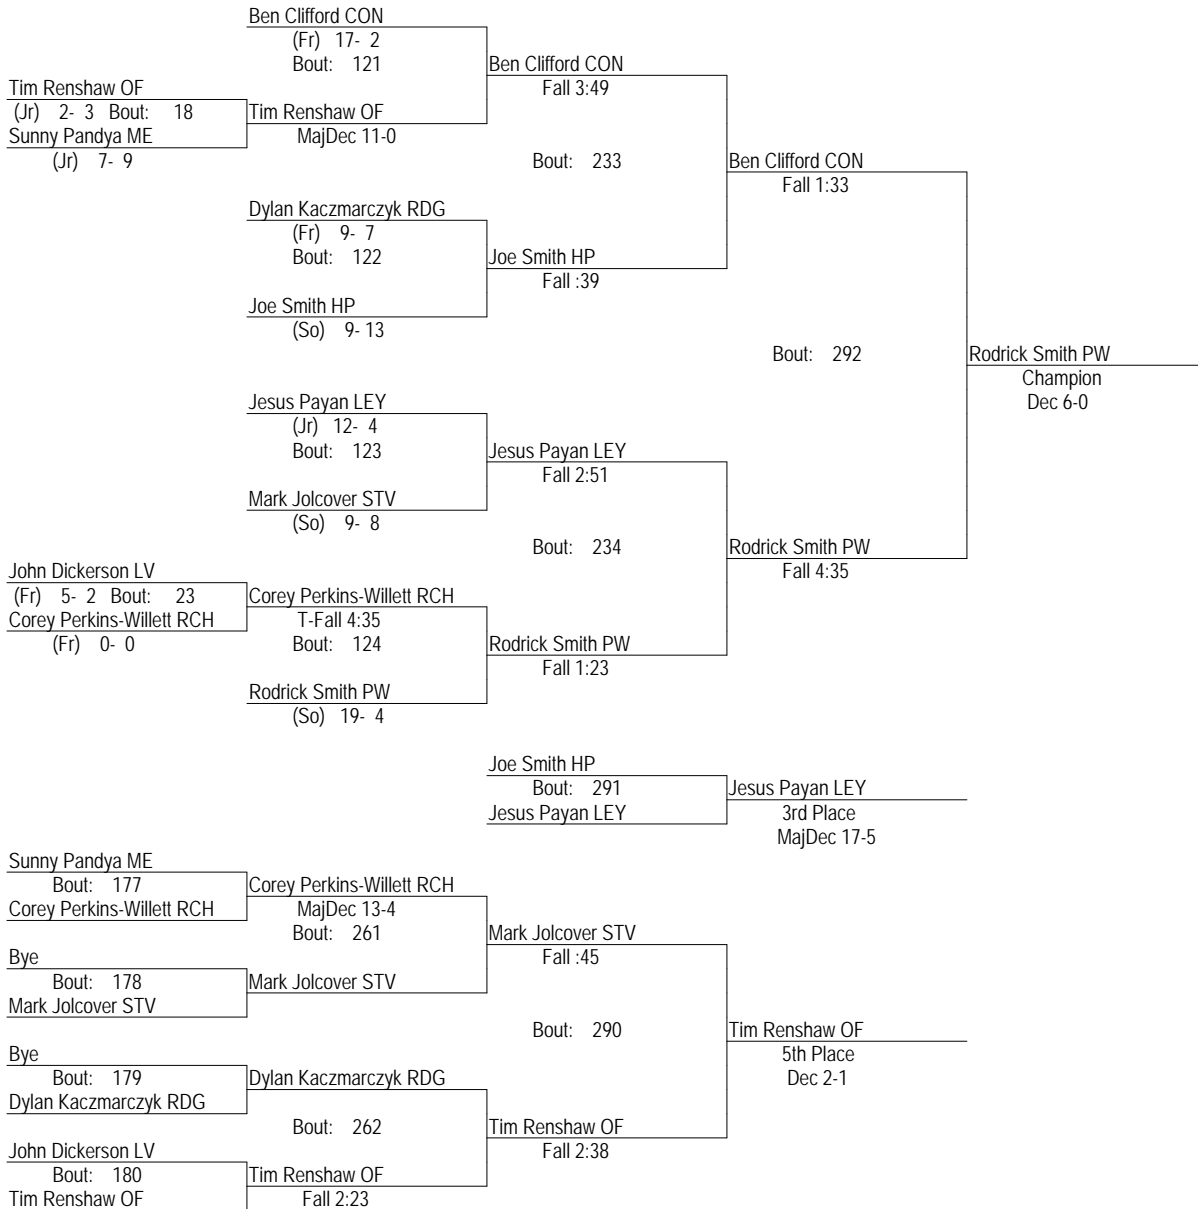 Ben Clifford CON
(Fr) 17- 2
Bout: 121
Ben Clifford CON
Fall 3:49
Tim Renshaw OF
(Jr) 2- 3 Bout: 18
Tim Renshaw OF
Sunny Pandya ME
MajDec 11-0
(Jr) 7- 9
Bout: 233
Ben Clifford CON
Fall 1:33
Dylan Kaczmarczyk RDG
(Fr) 9- 7
Bout: 122
Joe Smith HP
Fall :39
Joe Smith HP
(So) 9- 13
Bout: 292
Rodrick Smith PW
Champion
Dec 6-0
Jesus Payan LEY
(Jr) 12- 4
Bout: 123
Jesus Payan LEY
Fall 2:51
Mark Jolcover STV
(So) 9- 8
Bout: 234
Rodrick Smith PW
Fall 4:35
John Dickerson LV
(Fr) 5- 2 Bout: 23
Corey Perkins-Willett RCH
Corey Perkins-Willett RCH
T-Fall 4:35
(Fr) 0- 0
Bout: 124
Rodrick Smith PW
Fall 1:23
Rodrick Smith PW
(So) 19- 4
Joe Smith HP
Bout: 291
Jesus Payan LEY
Jesus Payan LEY
3rd Place
MajDec 17-5
Sunny Pandya ME
Bout: 177
Corey Perkins-Willett RCH
Corey Perkins-Willett RCH
MajDec 13-4
Bout: 261
Mark Jolcover STV
Fall :45
Bye
Bout: 178
Mark Jolcover STV
Mark Jolcover STV
Bout: 290
Tim Renshaw OF
5th Place
Dec 2-1
Bye
Bout: 179
Dylan Kaczmarczyk RDG
Dylan Kaczmarczyk RDG
Bout: 262
Tim Renshaw OF
Fall 2:38
John Dickerson LV
Bout: 180
Tim Renshaw OF
Tim Renshaw OF
Fall 2:23